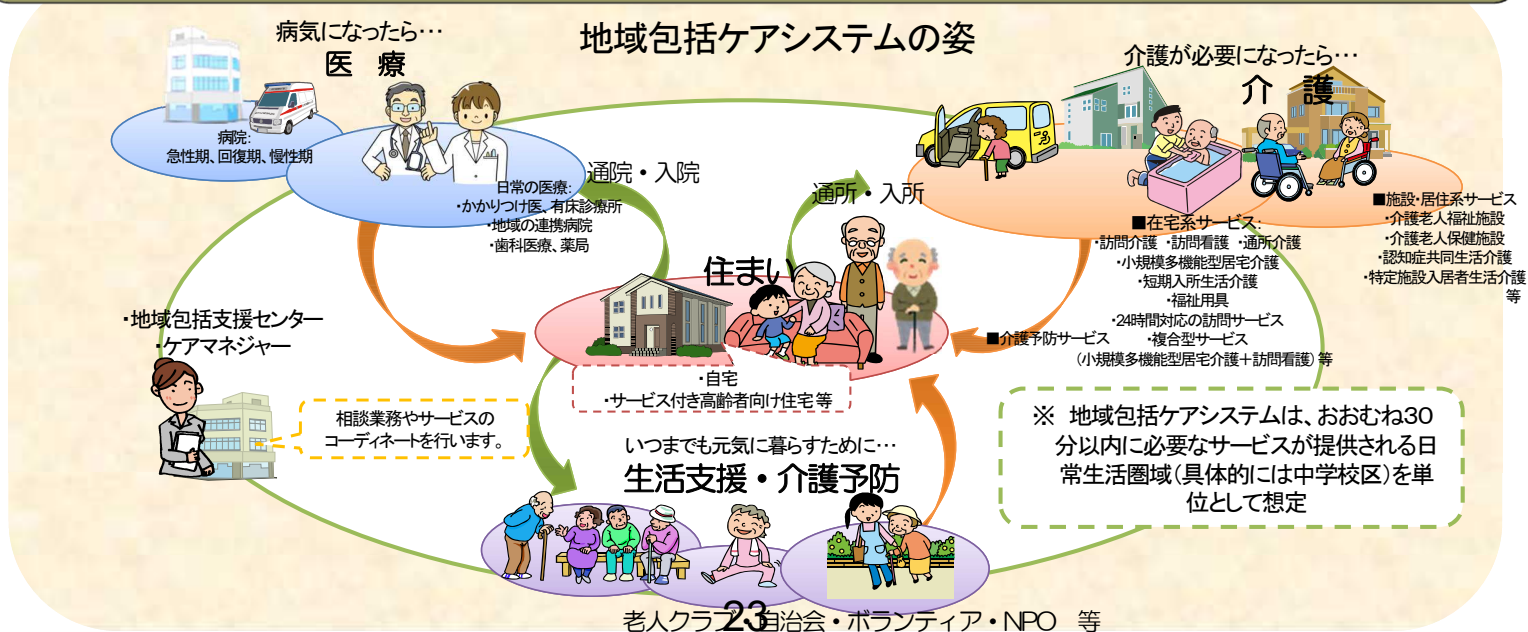 地域包括ケアシステムの姿
病気になったら…
医 療
病院:
急性期、回復期、慢性期
日常の医療:
・かかりつけ医、有床診療所
・地域の連携病院
・歯科医療、薬局
通院・入院
通所・入所
介護が必要になったら…
介 護
■在宅系サービス:
・訪問介護 ・訪問看護 ・通所介護
・小規模多機能型居宅介護
・短期入所生活介護
・福祉用具
・24時間対応の訪問サービス
・複合型サービス
(小規模多機能型居宅介護+訪問看護) 等
■介護予防サービス
■施設・居住系サービス
・介護老人福祉施設
・介護老人保健施設
・認知症共同生活介護
・特定施設入居者生活介護
等
住まい
・自宅
・サービス付き高齢者向け住宅 等
・地域包括支援センター
・ケアマネジャー
相談業務やサービスの
コーディネートを行います。
いつまでも元気に暮らすために…
生活支援・介護予防
※ 地域包括ケアシステムは、おおむね30
分以内に必要なサービスが提供される日
常生活圏域(具体的には中学校区)を単
位として想定
老人クラブ・自治会・ボランティア・NPO 等
23